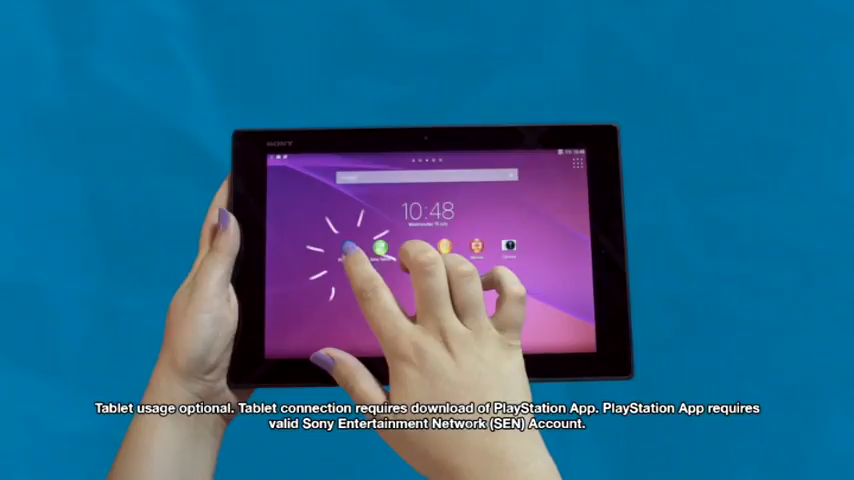 SONY
10:48
Tablet usage optional. Tablet connection requires download of PlayStation App. PlayStation App requires
valid Sony Entertainment Network (SEN) Account.